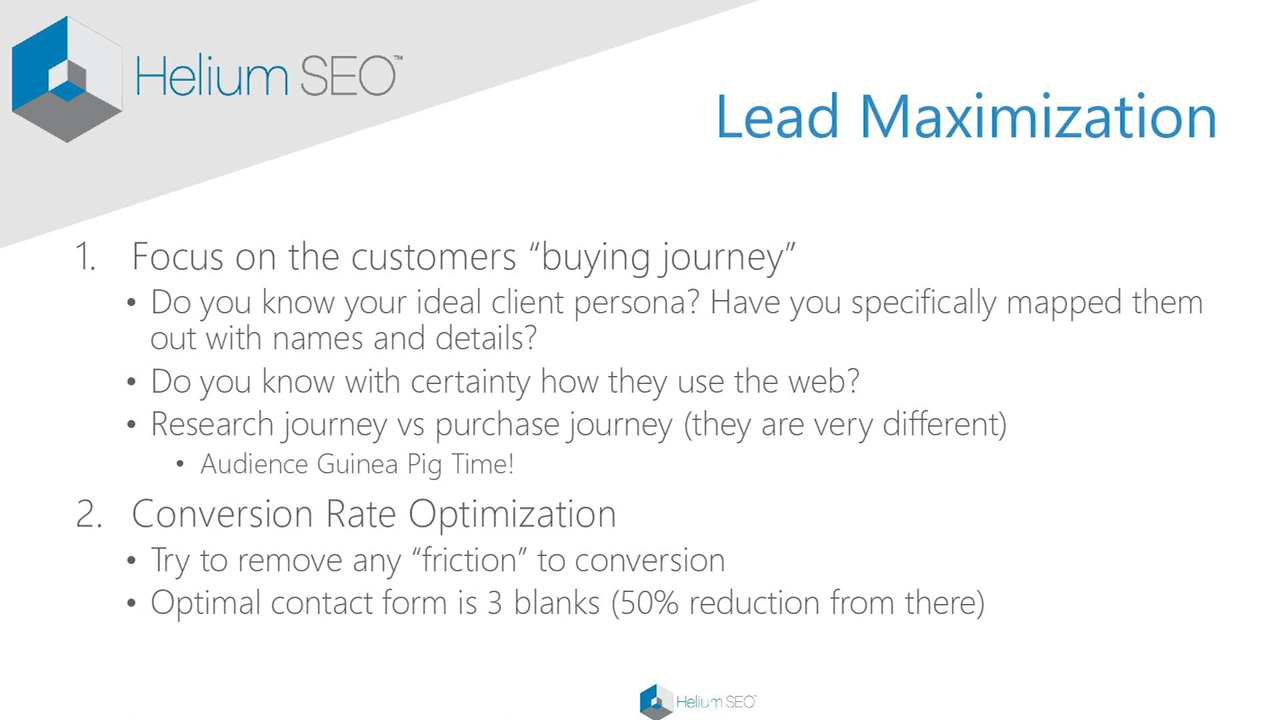 Helium SEO™
Lead Maximization
1. Focus on the customers “buying journey”
• Do you know your ideal client persona? Have you specifically mapped them
out with names and details?
• Do you know with certainty how they use the web?
• Research journey vs purchase journey (they are very different)
• Audience Guinea Pig Time!
2. Conversion Rate Optimization
• Try to remove any “friction” to conversion
• Optimal contact form is 3 blanks (50% reduction from there)
Helium SEO™